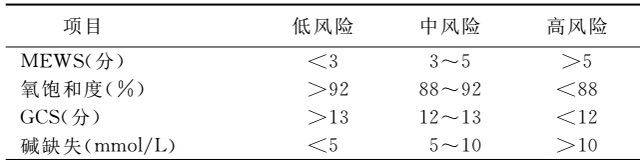 项目 低风险 中风险 高风险
MEWS(分) <3 3～5 >5
氧饱和度(%) >92 88～92 <88
GCS(分) >13 12～13 <12
碱缺失(mmol/L) <5 5～10 >10